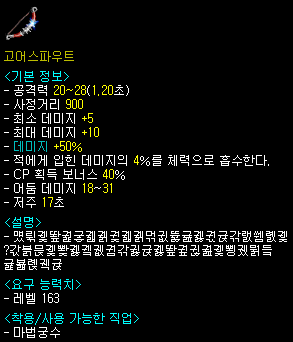 고어스파우트
<기본 정보>
- 공격력 20~28(1.20초)
- 사정거리 900
- 최소 데미지 +5
- 최대 데미지 +10
- 데미지 +50%
- 적에게 입힌 데미지의 4%를 체력으로 흡수한다.
- CP 획득 보너스 40%
- 어둠 데미지 18~31
- 저주 17초
<설명>
<요구 능력치>
- 레벨 163
<착용/사용 가능한 직업>
- 마법궁수